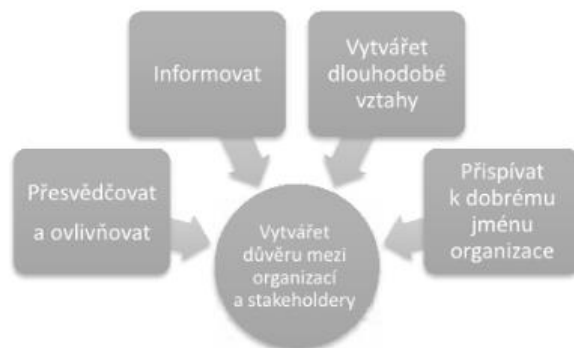 Informovat
Vytvářet
dlouhodobé
vztahy
Přesvědčovat
a ovlivňovat
Přispívat
k dobrému
jménu
organizace
Vytvářet
důvěru mezi
organizací
a stakeholdery